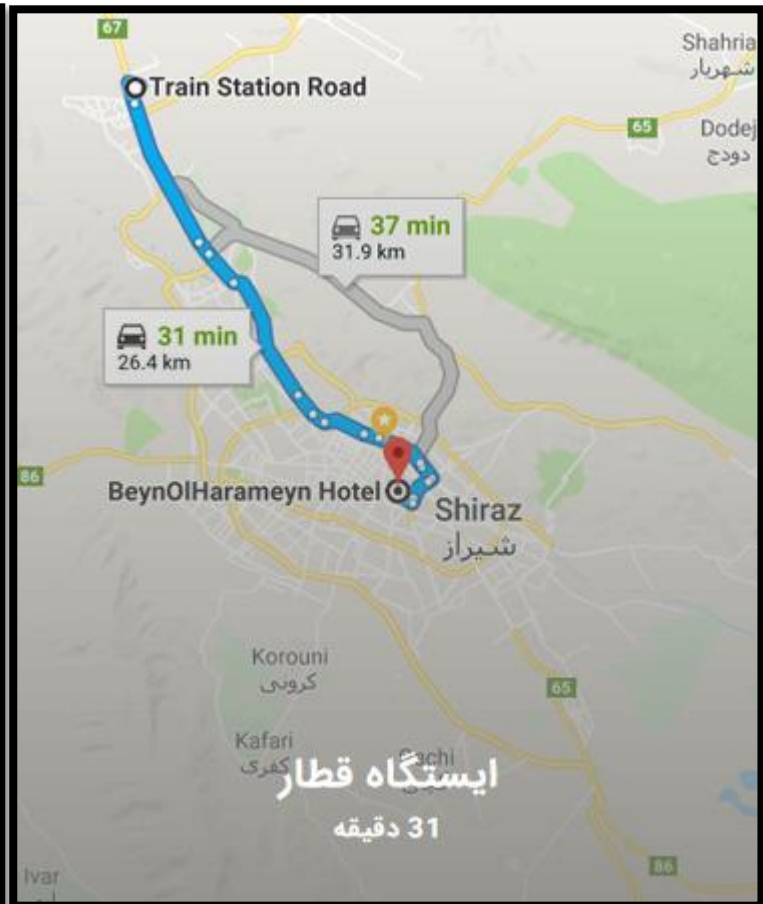 67
Shahria
شهریار
Train Station Road
65
Dodej
دودج
37 min
31.9 km
31 min
26.4 km
86
BeynOlHarameyn Hotel
Shiraz
شیراز
Korouni
کرونی
65
Kafari
کفری
ایستگاه قطار
31 دقیقه
86
Ivar